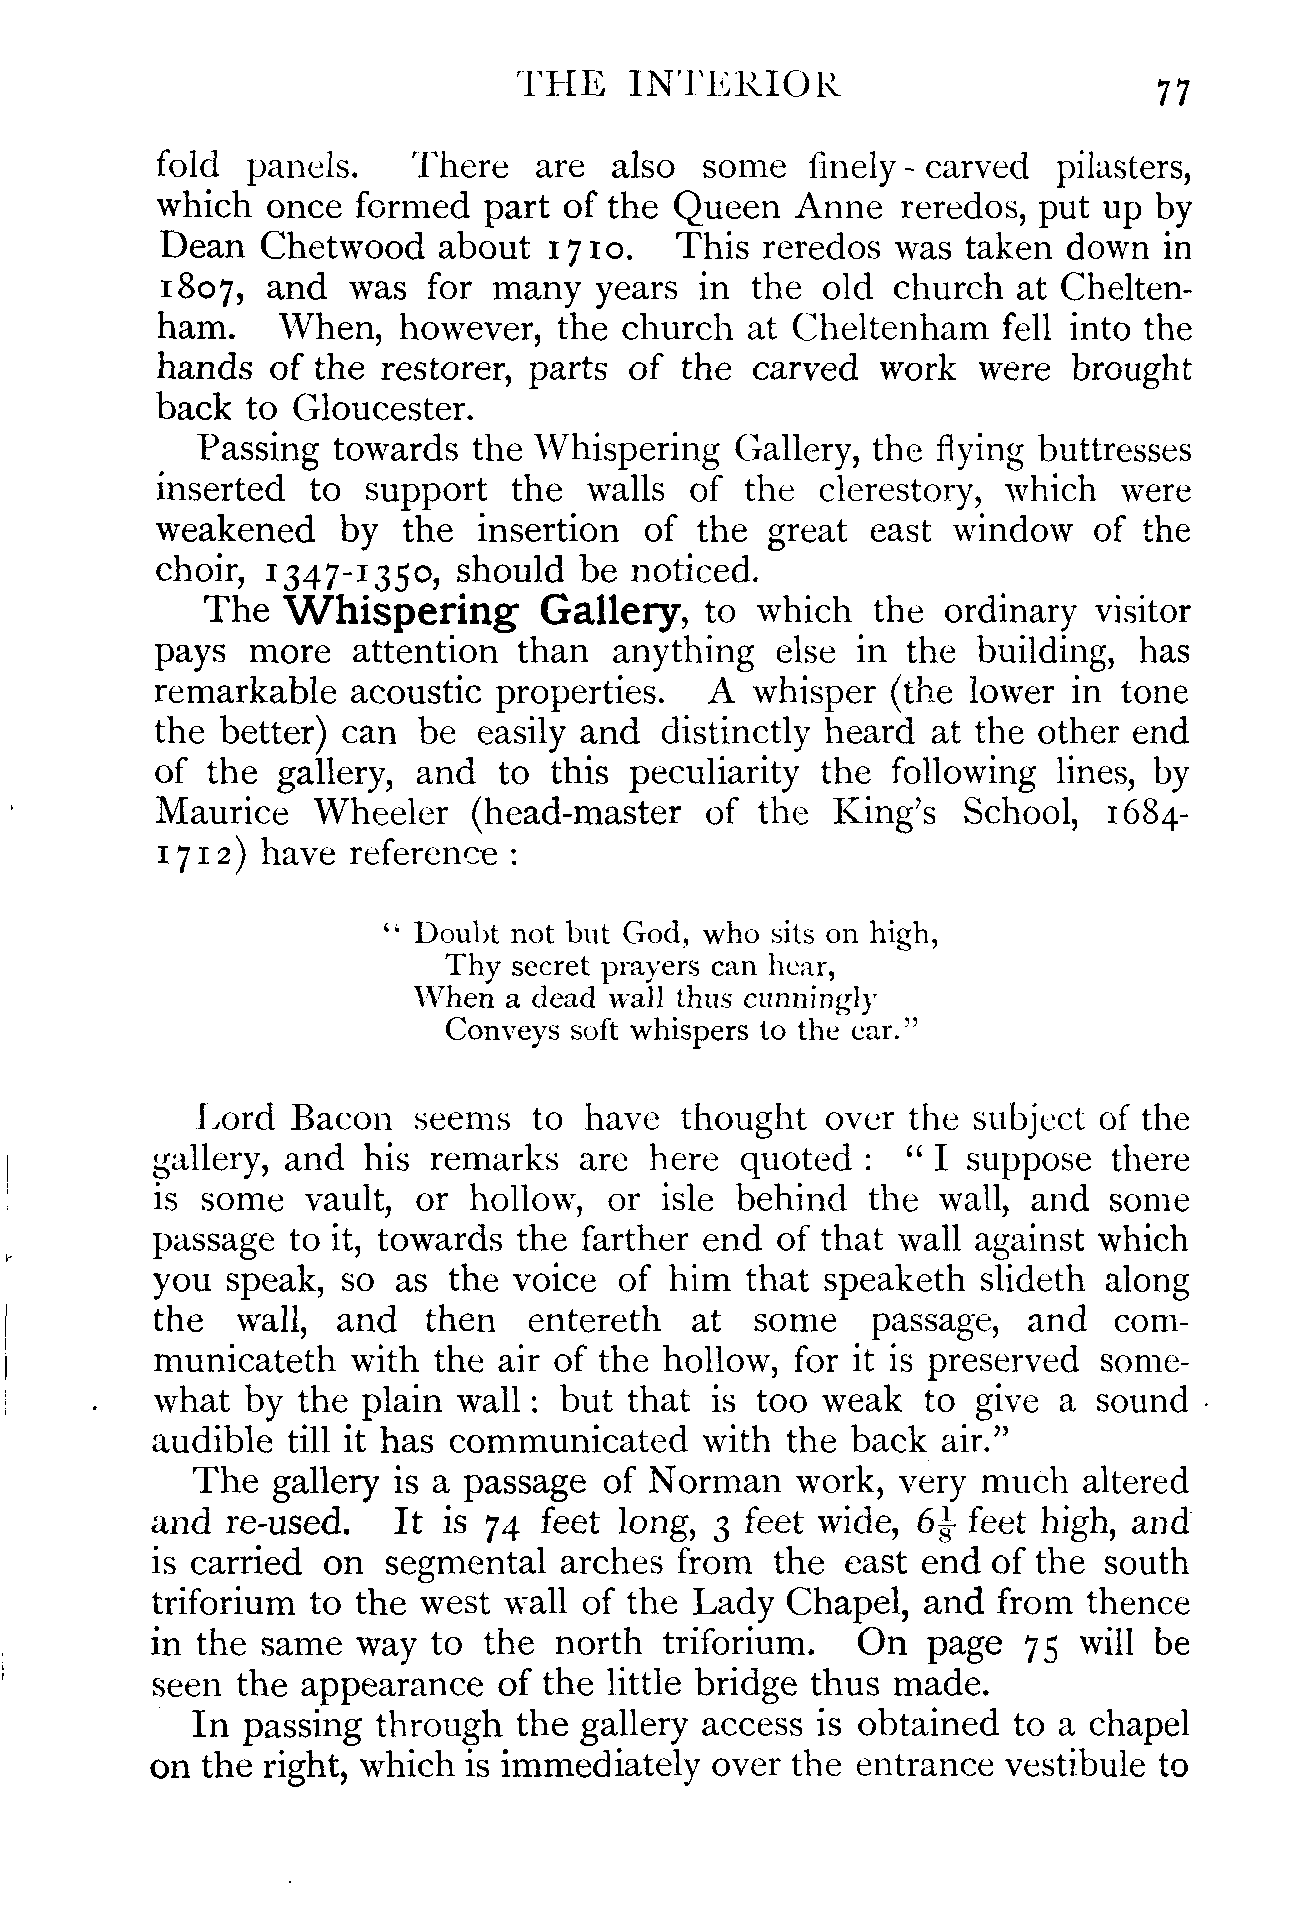 THE INTERIOR 77
fold panels. There are also some finely-carved pilasters,
which once formed part of the Queen Anne reredos, put up by
Dean Chetwood about 1710. This reredos was taken down in
1807, and was for many years in the old church at Chelten-
ham. When, however, the church at Cheltenham fell into the
hands of the restorer, parts of the carved work were brought
back to Gloucester.
Passing towards the Whispering Gallery, the flying buttresses
inserted to support the walls of the clerestory, which were
weakened by the insertion of the great east window of the
choir, 1347-1350, should be noticed.
The Whispering Gallery, to which the ordinary visitor
pays more attention than anything else in the building, has
remarkable acoustic properties. A whisper (the lower in tone
the better) can be easily and distinctly heard at the other end
of the gallery, and to this peculiarity the following lines, by
Maurice Wheeler (head-master of the King's School, 1684-
1712) have reference :
" Doubt not but God, who sits on high,
Thy secret prayers can hear,
When a dead wall thus cunningly
Conveys soft whispers to the ear."
Lord Bacon seems to have thought over the subject of the
gallery, and his remarks are here quoted : " I suppose there
is some vault, or hollow, or isle behind the wall, and some
passage to it, towards the farther end of that wall against which
you speak, so as the voice of him that speaketh slideth along
the wall, and then entereth at some passage, and com-
municateth with the air of the hollow, for it is preserved some-
what by the plain wall : but that is too weak to give a sound
audible till it has communicated with the back air."
The gallery is a passage of Norman work, very much altered
and re-used. It is 74 feet long, 3 feet wide, 6⅛ feet high, and
is carried on segmental arches from the east end of the south
triforium to the west wall of the Lady Chapel, and from thence
in the same way to the north triforium. On page 75 will be
seen the appearance of the little bridge thus made.
In passing through the gallery access is obtained to a chapel
on the right, which is immediately over the entrance vestibule to